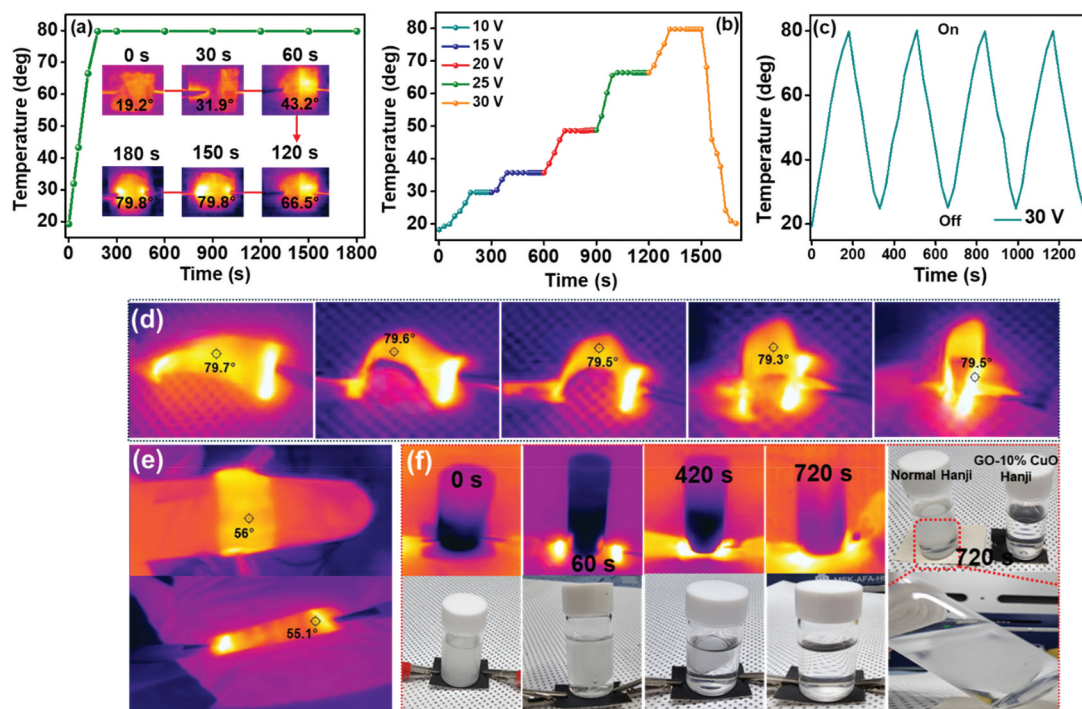 (a)
Temperature (deg)
80
70
60
50
40
30
20
0 s 30 s 60 s
19.2° 31.9° 43.2°
180 s 150 s 120 s
79.8° 79.8° 66.5°
0 300 600 900 1200 1500 1800
Time (s)
(b)
Temperature (deg)
80
70
60
50
40
30
20
10 V
15 V
20 V
25 V
30 V
0 300 600 900 1200 1500
Time (s)
(c)
Temperature (deg)
80
70
60
50
40
30
20
On
Off
30 V
0 200 400 600 800 1000 1200
Time (s)
(d)
79.7°
79.6°
79.5°
79.3°
79.5°
(e)
56°
55.1°
(f)
0 s
60 s
420 s
720 s
Normal Hanji
GO-10% CuO
Hanji
720 s